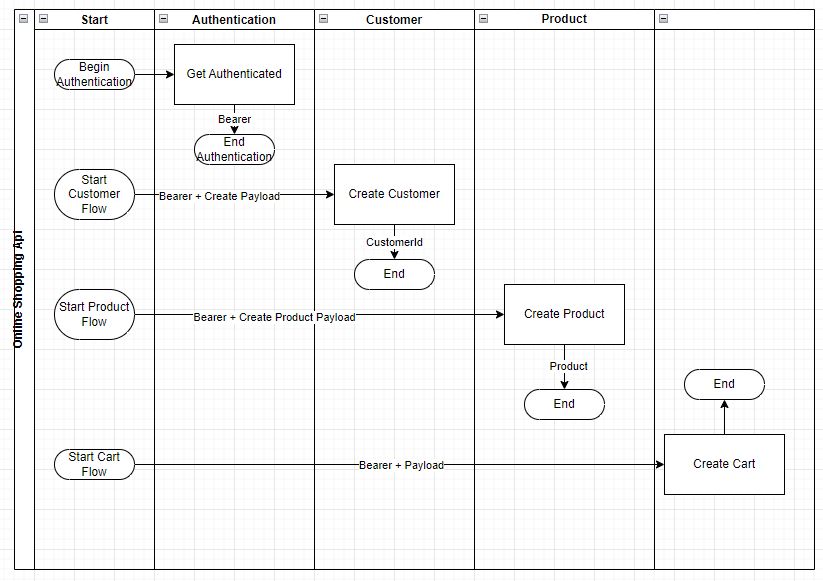 Start
Authentication
Customer
Product
Online Shopping Api
Begin
Authentication
Get Authenticated
Bearer
End
Authentication
Start
Customer
Flow
Bearer + Create Payload
Create Customer
CustomerId
End
Start Product
Flow
Bearer + Create Product Payload
Create Product
Product
End
End
Start Cart
Flow
Bearer + Payload
Create Cart